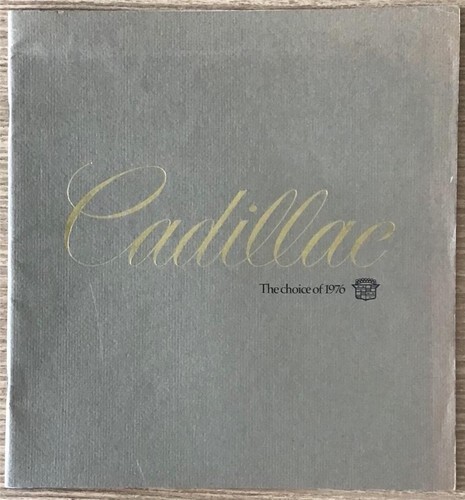 Cadillac
The choice of 1976